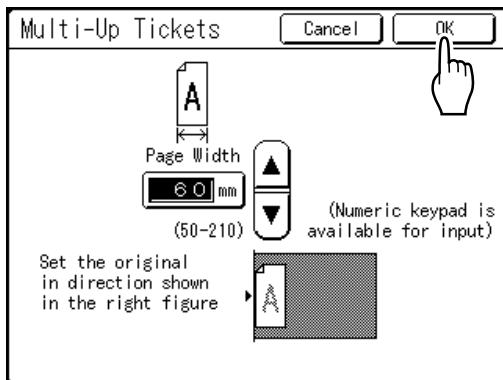 Multi-Up Tickets
Cancel
OK
A
Page Width
60 mm
(50-210)
(Numeric keypad is
available for input)
Set the original
in direction shown
in the right figure
A